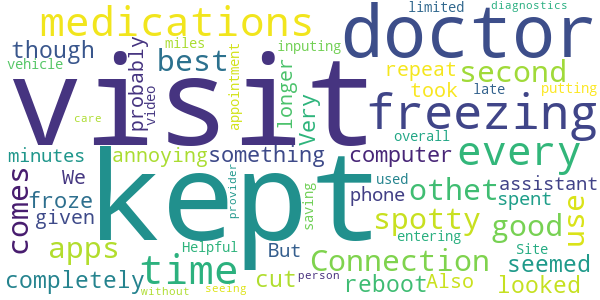 medications
doctor
limited
diagnostics
though
miles
vehicle
probably
video
best
appointment
inputing
longer
Very
repeat
second
took
late
putting
visit
freezing
care
overall
every
minutes
annoying
something
computer
We
kept
comes
froze
given
provider
saving
phone
used
othet
assistant
spent
use
spotty
good
apps
Helpful
But
Connection
entering
Site
seemed
completely
time
cut
person
reboot
Also
looked
without
seeing